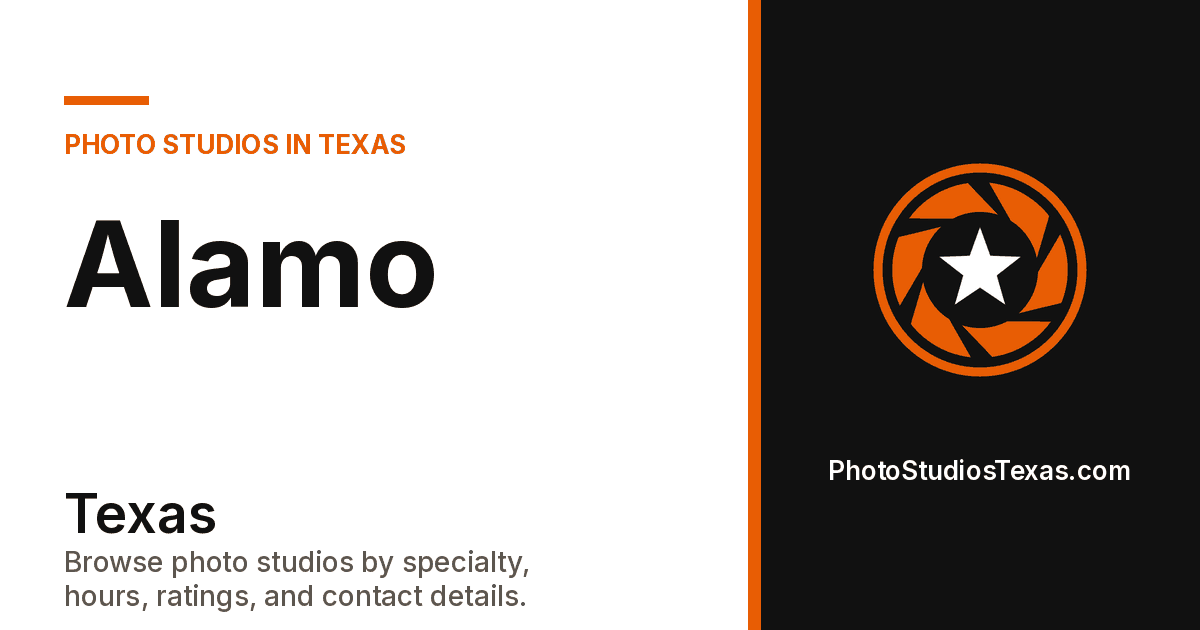 PHOTO STUDIOS IN TEXAS
Alamo
Texas
Browse photo studios by specialty,
hours, ratings, and contact details.
PhotoStudiosTexas.com